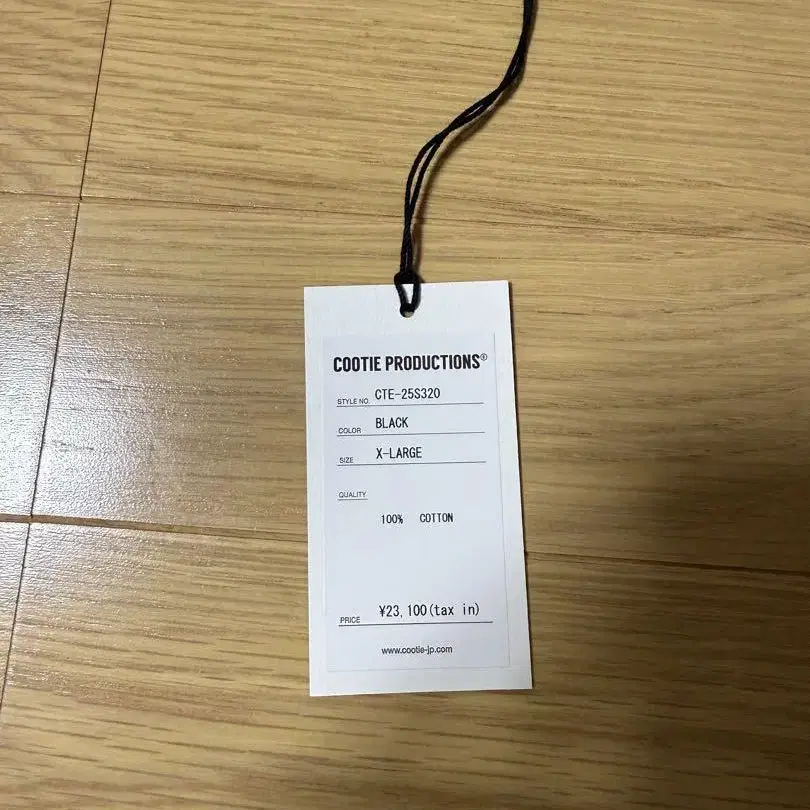 COOTIE PRODUCTIONS®
STYLE NO. CTE-25S320
COLOR BLACK
SIZE X-LARGE
QUALITY
100% COTTON
PRICE ¥23,100(tax in)
www.cootie-jp.com